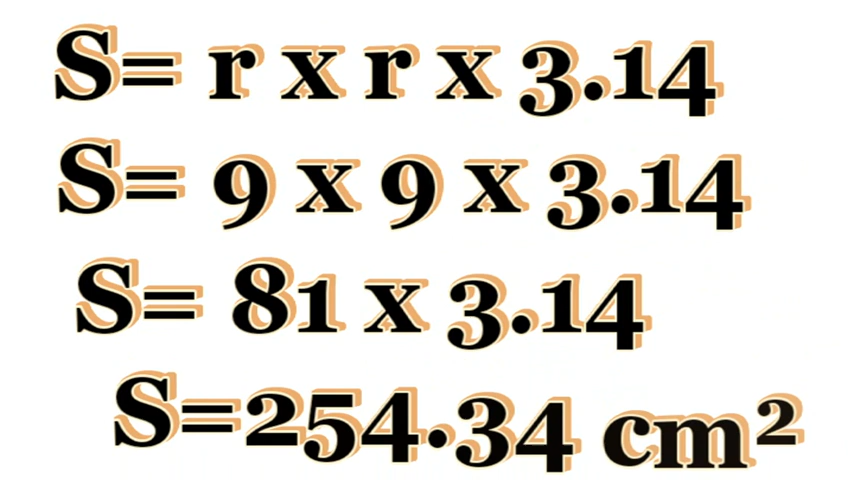 S= r x r x 3.14
S= 9 x 9 x 3.14
S= 81 x 3.14
S=254.34 cm²